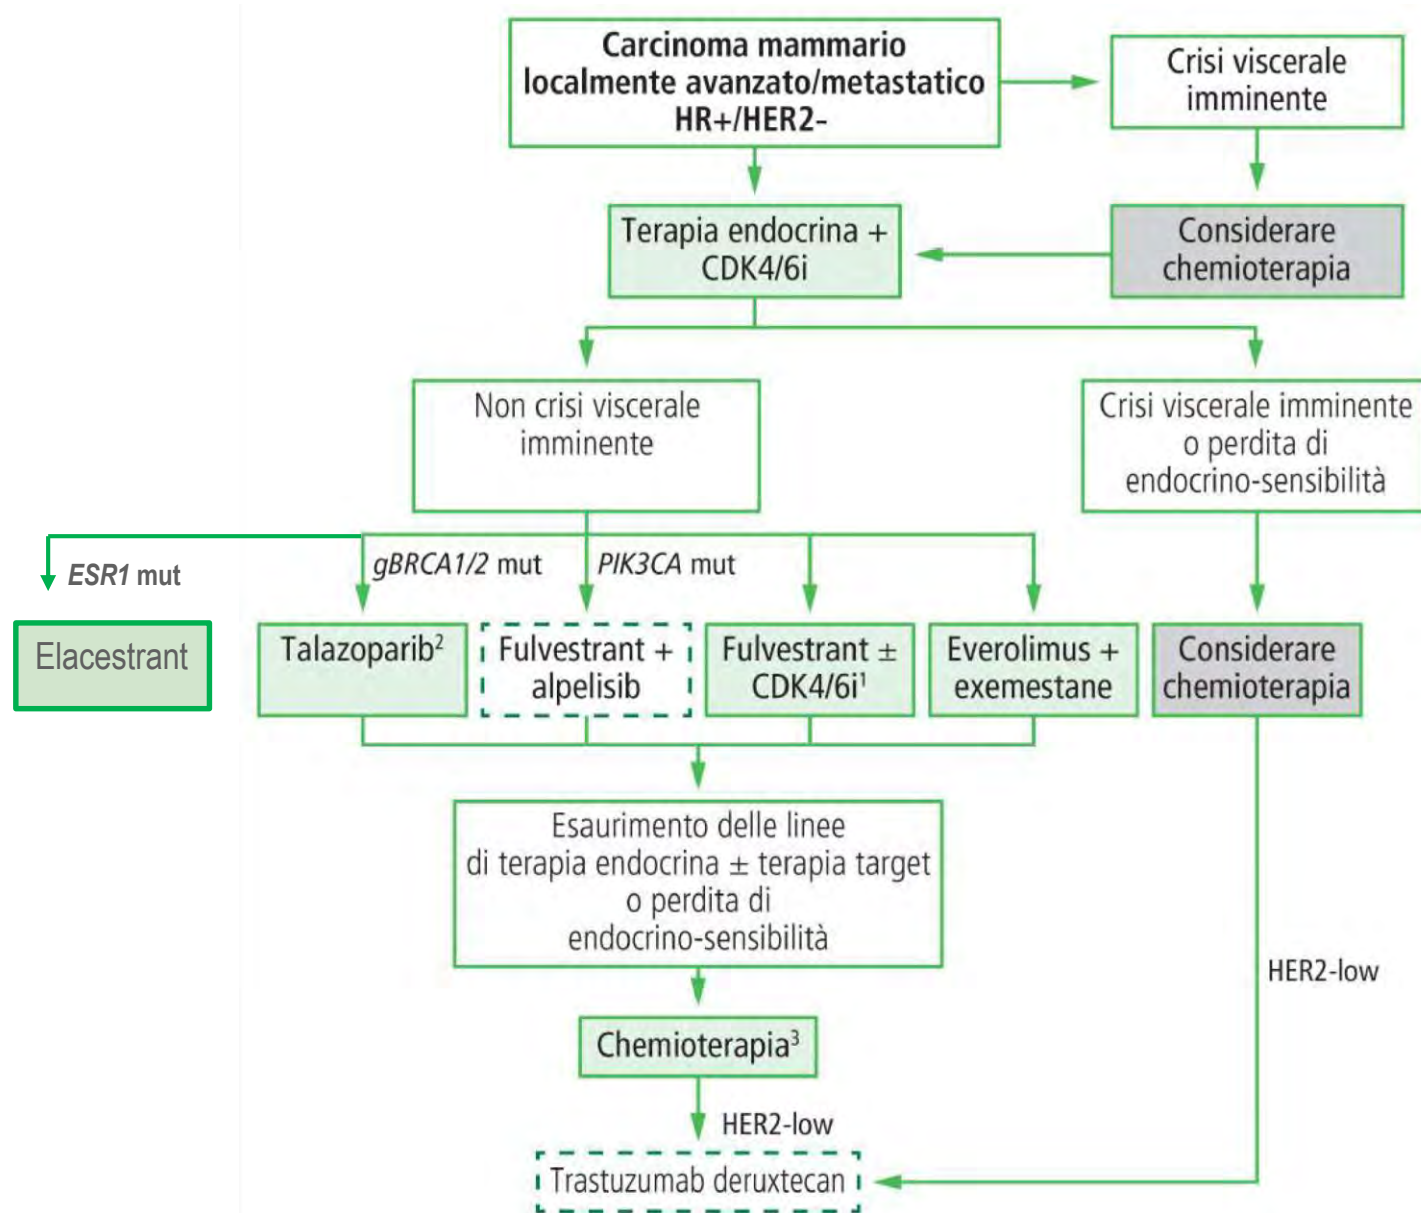 Carcinoma mammario
localmente avanzato/metastatico
HR+/HER2-
Crisi viscerale
imminente
Terapia endocrina +
CDK4/6i
Considerare
chemioterapia
Non crisi viscerale
imminente
Crisi viscerale imminente
o perdita di
endocrino-sensibilità
ESR1 mut
gBRCA1/2 mut
PIK3CA mut
Elacestrant
Talazoparib²
Fulvestrant +
alpelisib
Fulvestrant ±
CDK4/6i¹
Everolimus +
exemestane
Considerare
chemioterapia
Esaurimento delle linee
di terapia endocrina ± terapia target
o perdita di
endocrino-sensibilità
HER2-low
Chemioterapia³
HER2-low
Trastuzumab deruxtecan